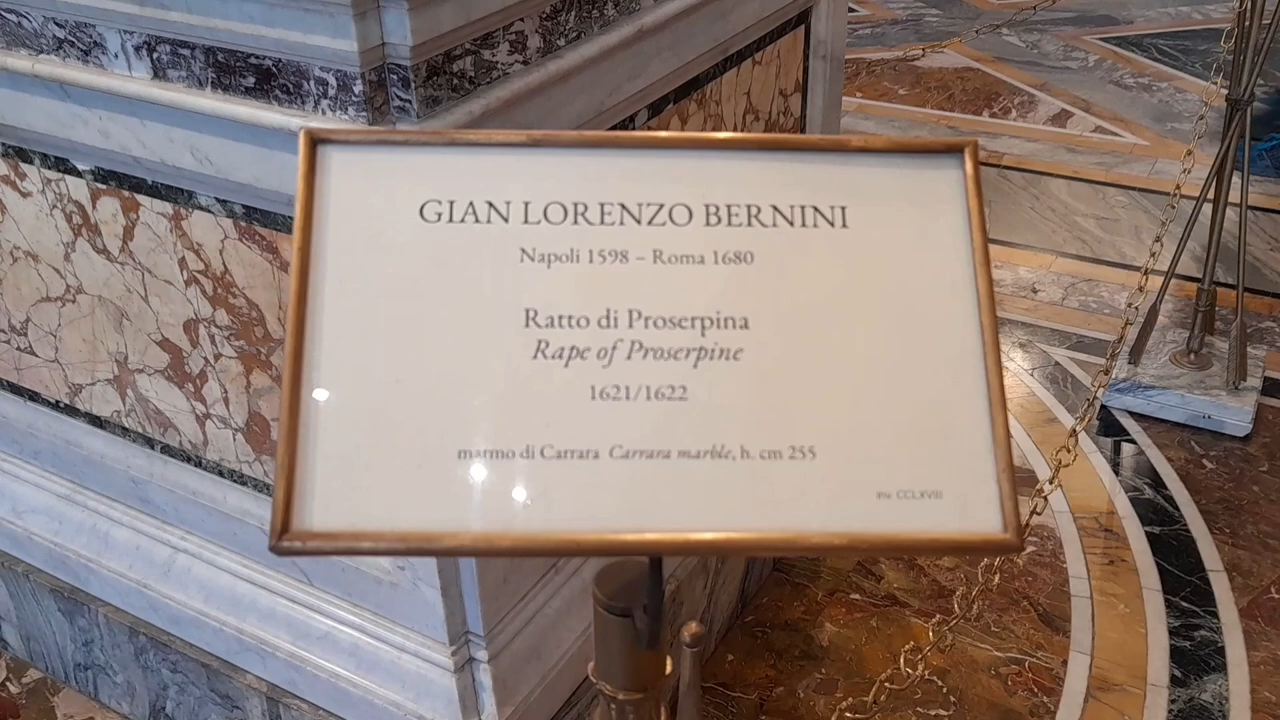 GIAN LORENZO BERNINI
Napoli 1598 – Roma 1680
Ratto di Proserpina
Rape of Proserpine
1621/1622
marmo di Carrara Carrara marble, h. cm 255
inv. CCLXVIII